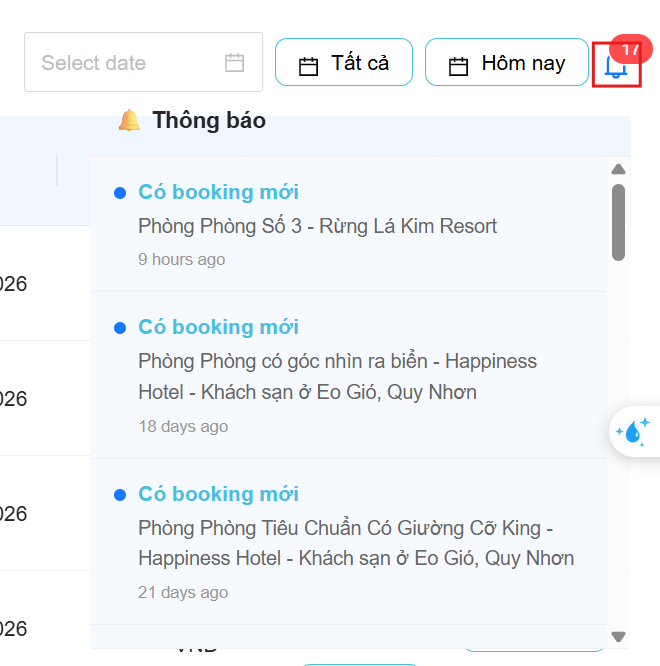 Select date
Tất cả
Hôm nay
17
Thông báo
Có booking mới
Phòng Phòng Số 3 - Rừng Lá Kim Resort
9 hours ago
026
Có booking mới
Phòng Phòng có góc nhìn ra biển - Happiness
Hotel - Khách sạn ở Eo Gió, Quy Nhơn
026
18 days ago
Có booking mới
026
Phòng Phòng Tiêu Chuẩn Có Giường Cỡ King -
Happiness Hotel - Khách sạn ở Eo Gió, Quy Nhơn
21 days ago
026
VND